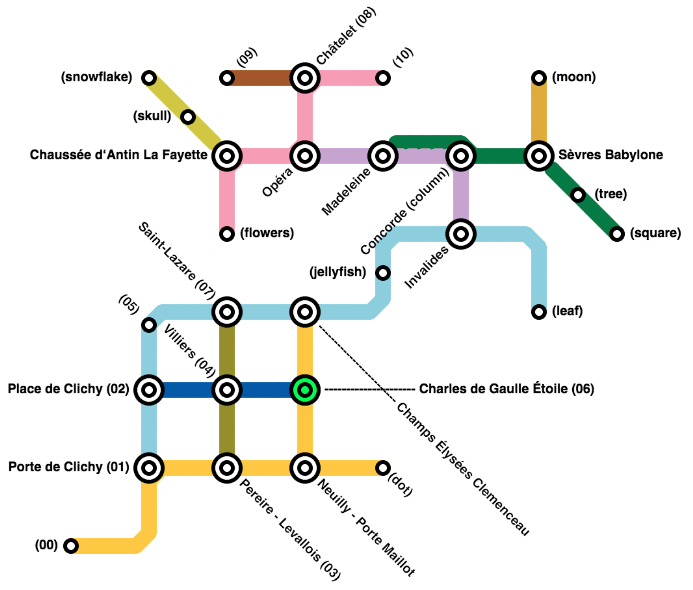 Châtelet (08)
(09)
(10)
(snowflake)
(moon)
(skull)
Chaussée d‘Antin La Fayette
Opéra
Madeleine
Concorde (column)
Sèvres Babylone
(tree)
(flowers)
(square)
Invalides
Saint-Lazare (07)
(jellyfish)
(05)
(leaf)
Villiers (04)
Place de Clichy (02)
Charles de Gaulle Étoile (06)
Champs Élysées Clemenceau
Porte de Clichy (01)
(dot)
Pereire - Levallois (03)
Neuilly - Porte Maillot
(00)